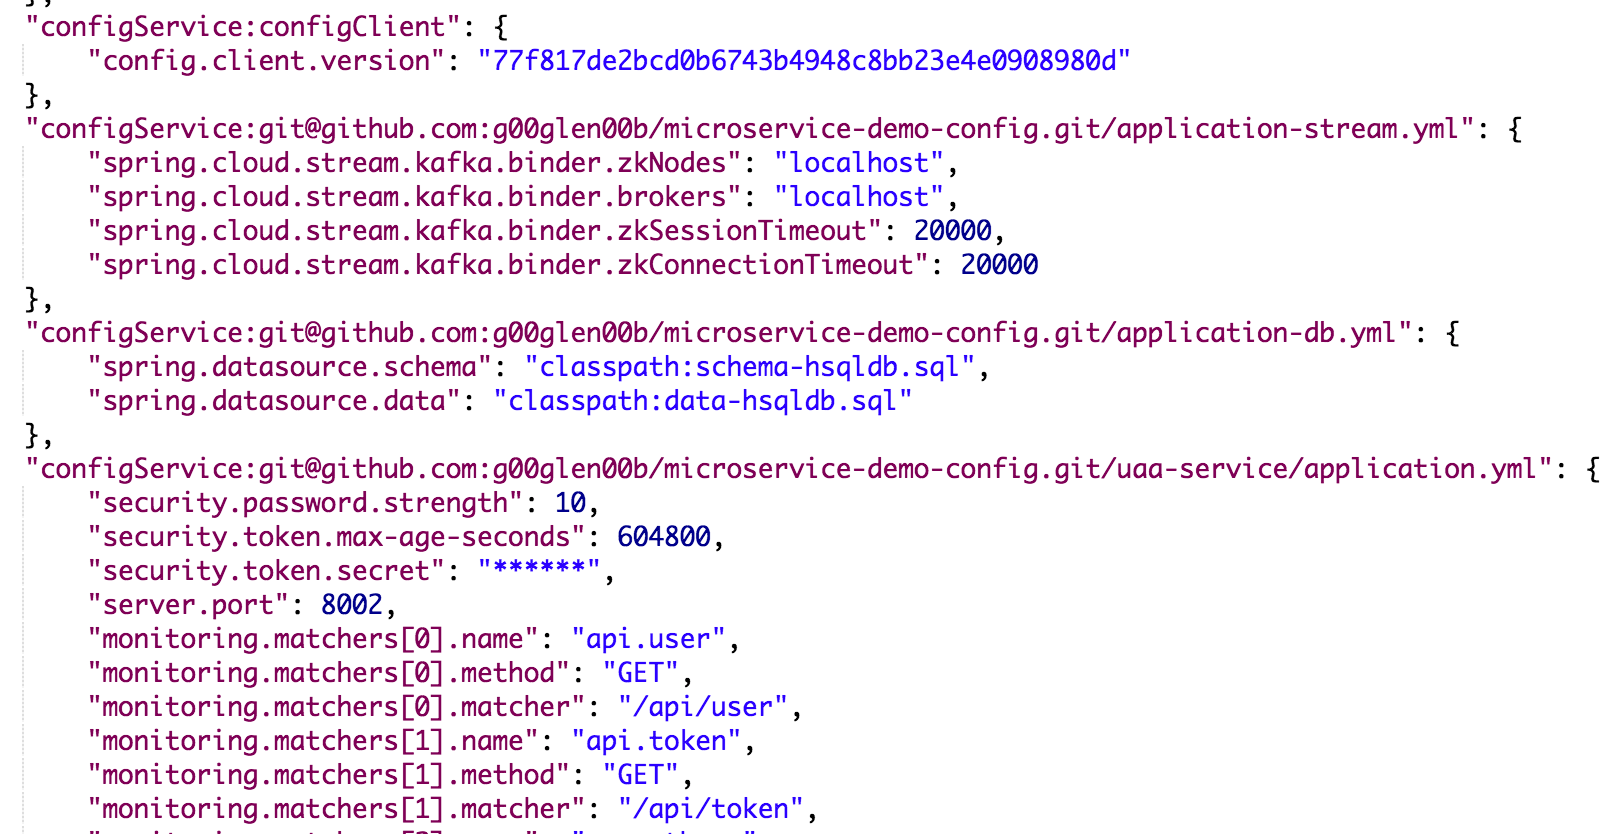 "configService:configClient": {
"config.client.version": "77f817de2bcd0b6743b4948c8bb23e4e0908980d"
},
"configService:git@github.com:g00glen00b/microservice-demo-config.git/application-stream.yml": {
"spring.cloud.stream.kafka.binder.zkNodes": "localhost",
"spring.cloud.stream.kafka.binder.brokers": "localhost",
"spring.cloud.stream.kafka.binder.zkSessionTimeout": 20000,
"spring.cloud.stream.kafka.binder.zkConnectionTimeout": 20000
},
"configService:git@github.com:g00glen00b/microservice-demo-config.git/application-db.yml": {
"spring.datasource.schema": "classpath:schema-hsqldb.sql",
"spring.datasource.data": "classpath:data-hsqldb.sql"
},
"configService:git@github.com:g00glen00b/microservice-demo-config.git/uaa-service/application.yml": {
"security.password.strength": 10,
"security.token.max-age-seconds": 604800,
"security.token.secret": "******",
"server.port": 8002,
"monitoring.matchers[0].name": "api.user",
"monitoring.matchers[0].method": "GET",
"monitoring.matchers[0].matcher": "/api/user",
"monitoring.matchers[1].name": "api.token",
"monitoring.matchers[1].method": "GET",
"monitoring.matchers[1].matcher": "/api/token",